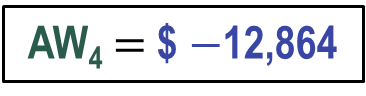 AW₄ = $ −12,864